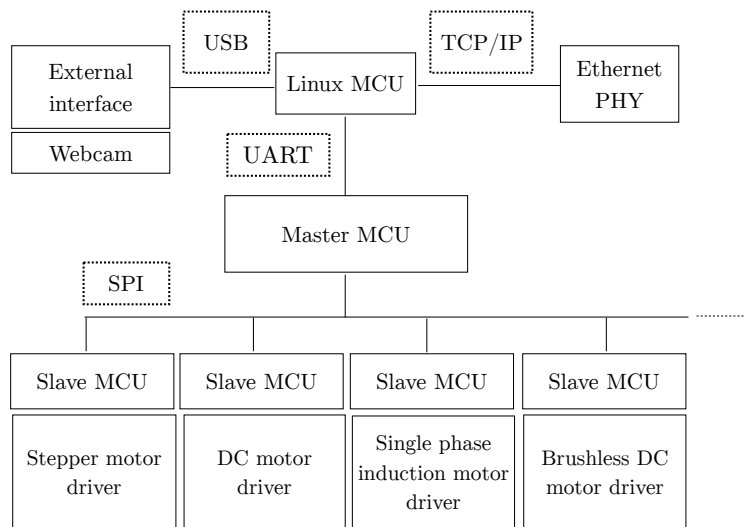 USB
TCP/IP
External
interface
Linux MCU
Ethernet
PHY
Webcam
UART
Master MCU
SPI
Slave MCU
Slave MCU
Slave MCU
Slave MCU
Stepper motor
driver
DC motor
driver
Single phase
induction motor
driver
Brushless DC
motor driver